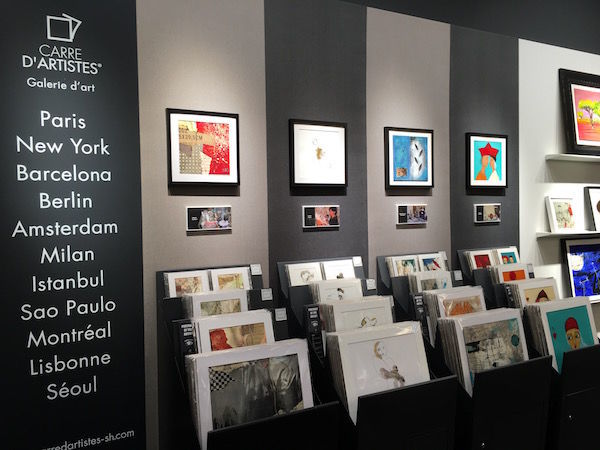 CARRE
D'ARTISTES®
Galerie d'art
Paris
New York
Barcelona
Berlin
Amsterdam
Milan
Istanbul
Sao Paulo
Montréal
Lisbonne
Séoul
rredartistes-sh.com